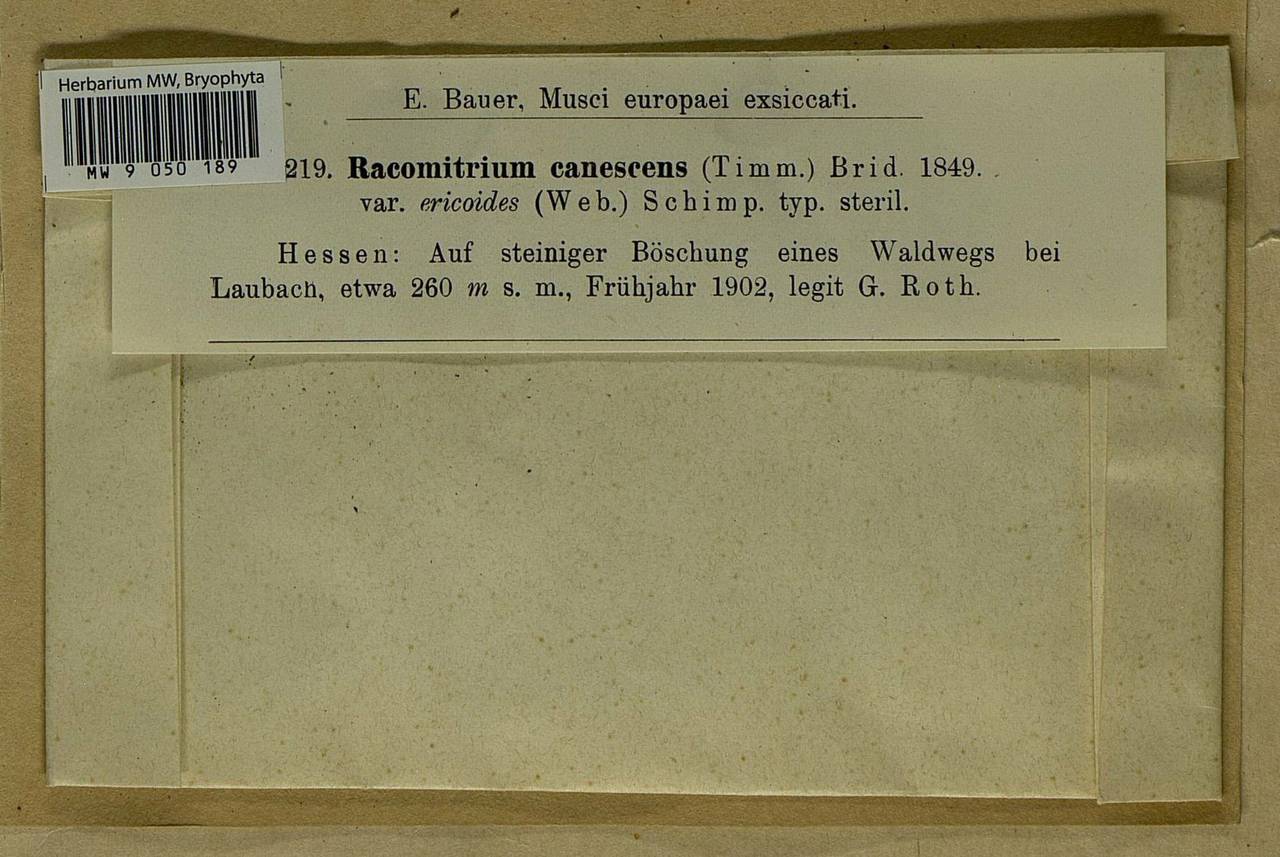 Herbarium MW, Bryophyta
MW 9 050 189
E. Bauer, Musci europaei exsiccati.
219. Racomitrium canescens (Timm.) Brid. 1849.
var. ericoides (Web.) Schimp. typ. steril.
Hessen: Auf steiniger Böschung eines Waldwegs bei
Laubach, etwa 260 m s. m., Frühjahr 1902, legit G. Roth.